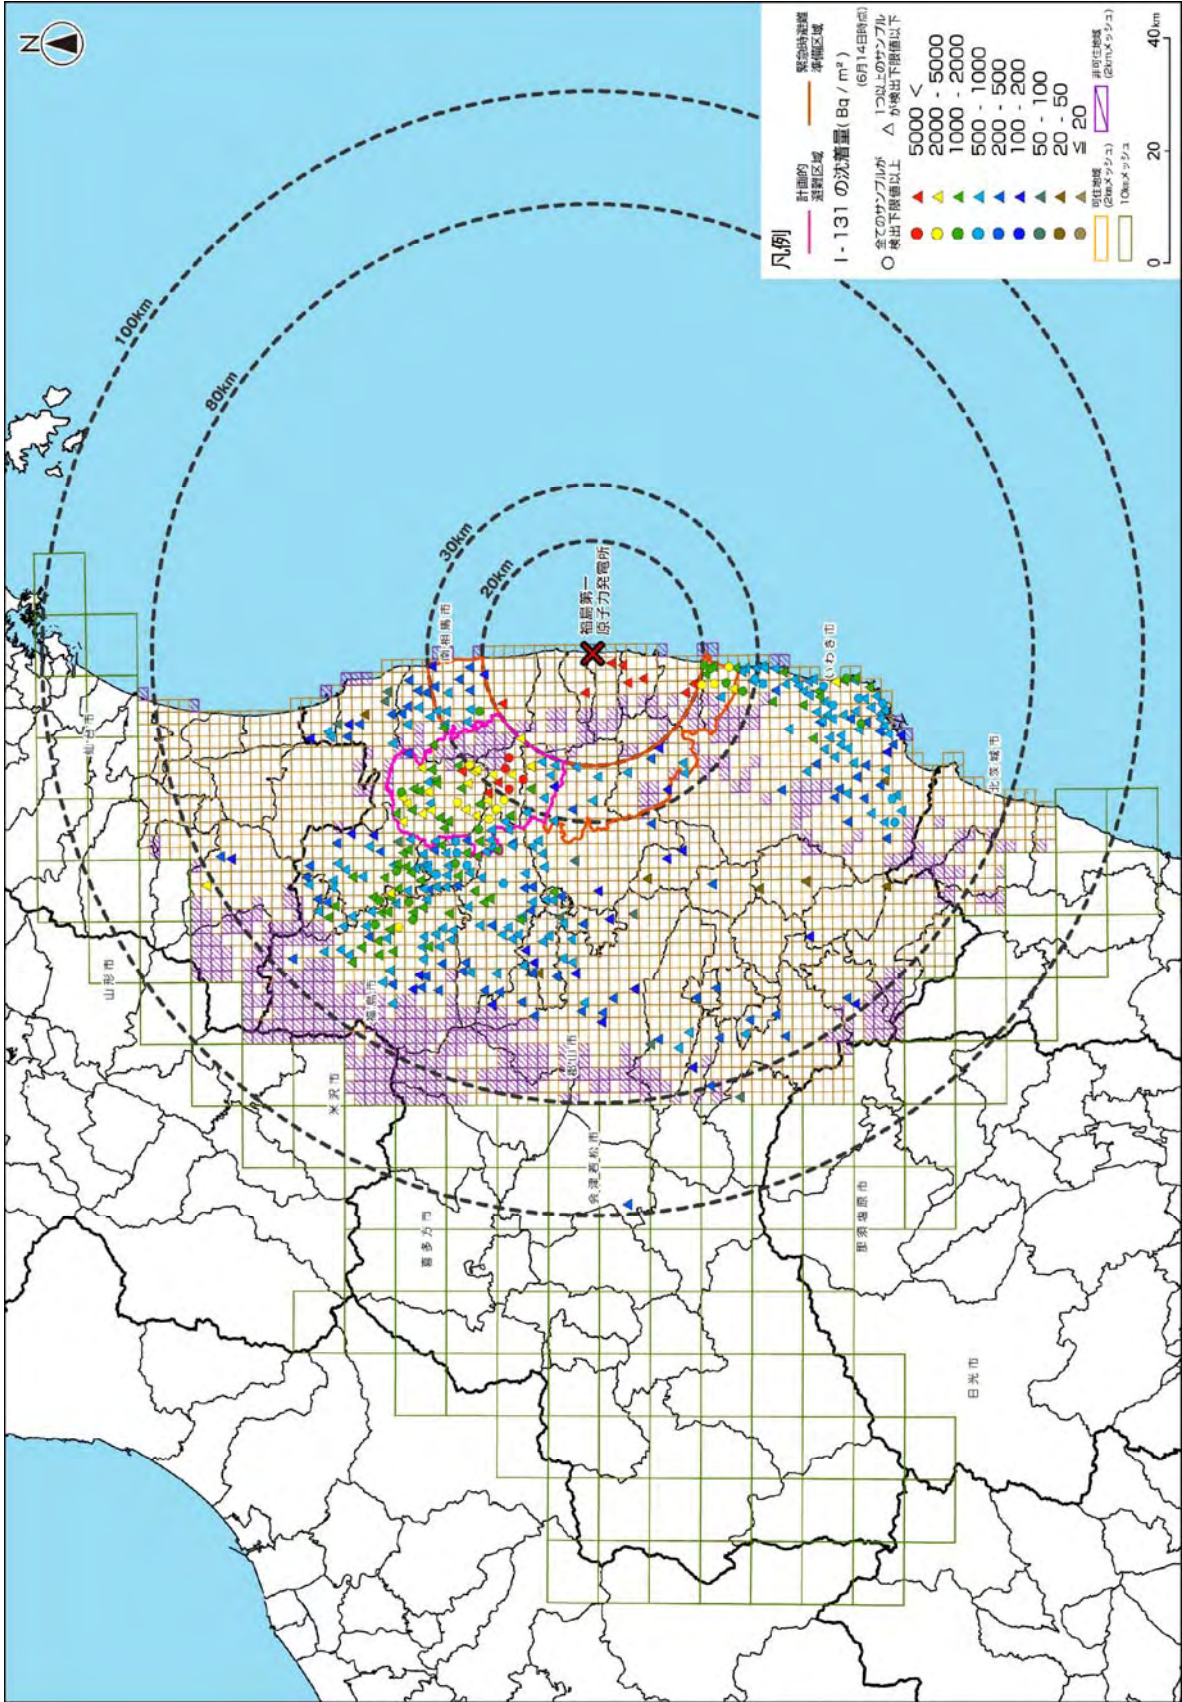 N
100km
80km
30km
20km
仙台市
山形市
南相馬市
福島市
米沢市
福島第一
原子力発電所
郡山市
会津若松市
喜多方市
いわき市
北茨城市
那須塩原市
日光市
凡例
計画的
避難区域
緊急時避難
準備区域
I-131 の沈着量( Bq / m² )
(6月14日時点)
○ 全てのサンプルが
検出下限値以上
△ 1つ以上のサンプル
が検出下限値以下
5000 <
2000 - 5000
1000 - 2000
500 - 1000
200 - 500
100 - 200
50 - 100
20 - 50
≦ 20
可住地域
(2kmメッシュ)
非可住地域
(2kmメッシュ)
10kmメッシュ
0 20 40km